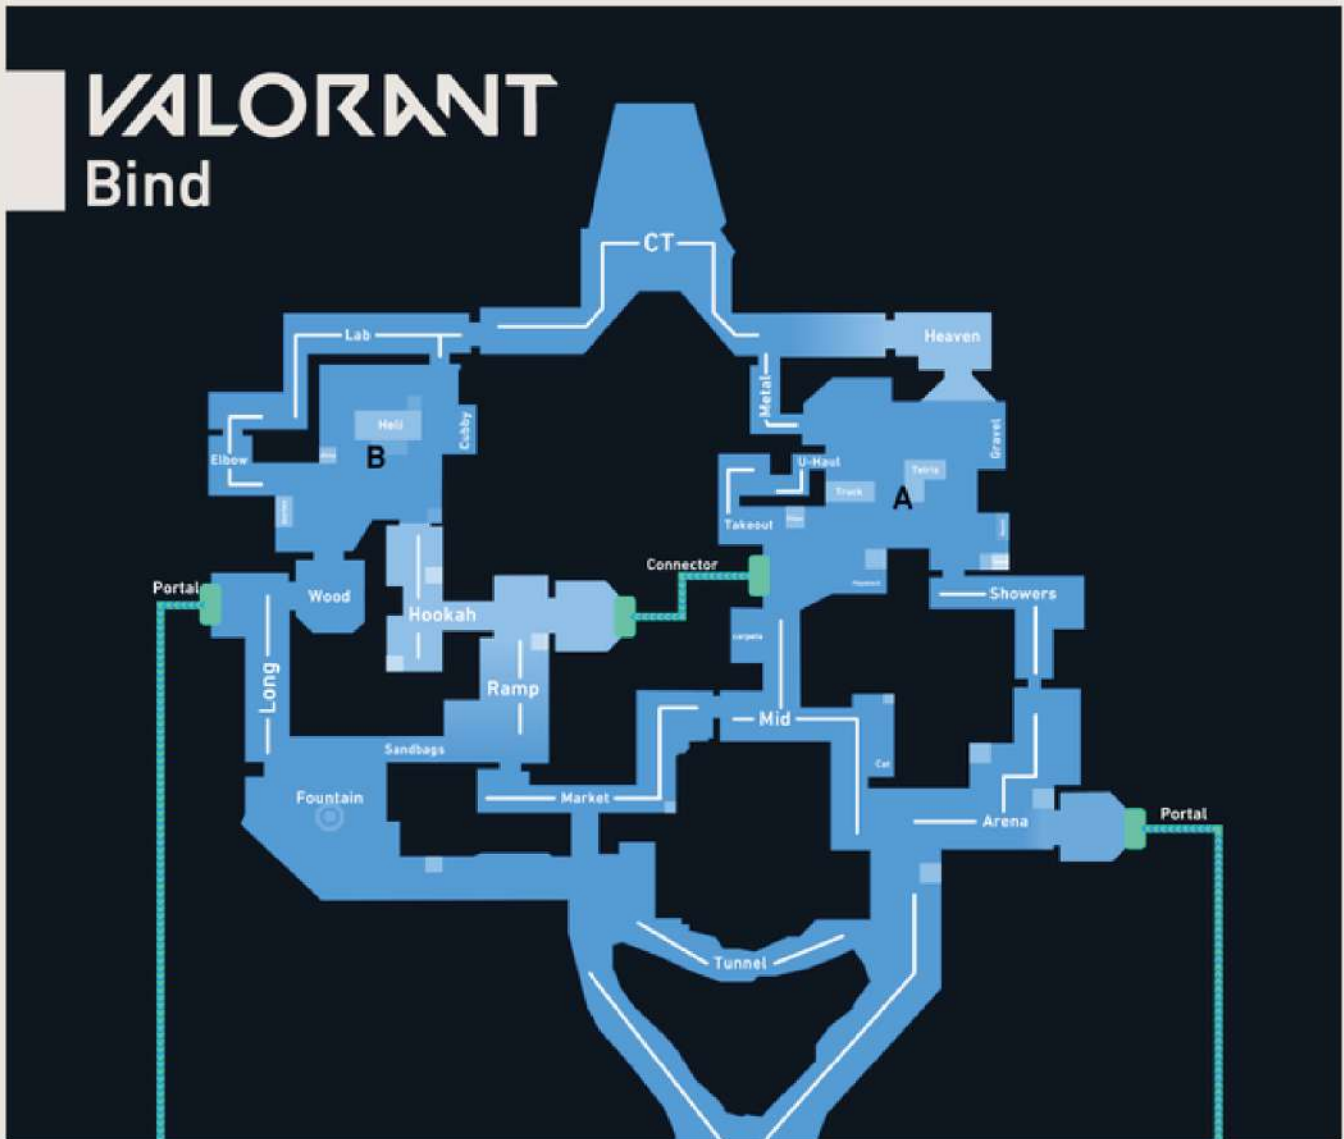 VALORANT
Bind
CT
Lab
Heaven
Metal
Heli
Cubby
Gravel
B
Elbow
U-Haul
Tetris
Truck
A
Takeout
Connector
Portal
Wood
Hookah
Showers
Long
Ramp
Mid
Sandbags
Cat
Fountain
Market
Arena
Portal
Tunnel